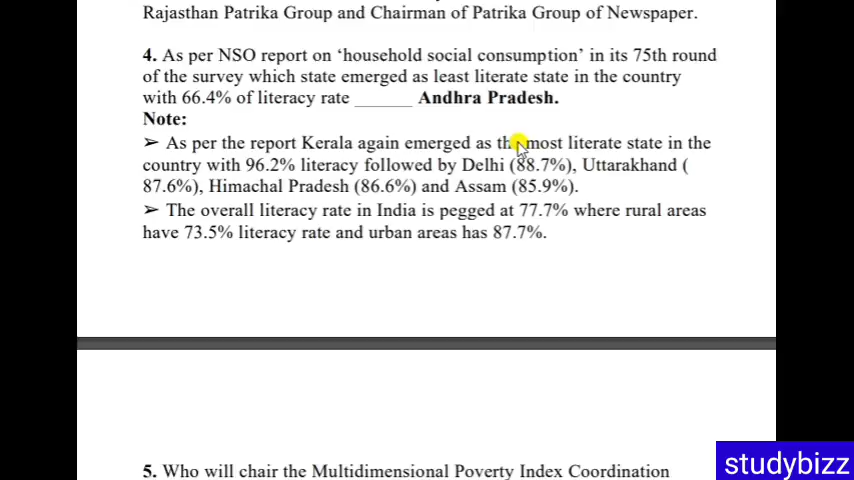 Rajasthan Patrika Group and Chairman of Patrika Group of Newspaper.
4. As per NSO report on ‘household social consumption’ in its 75th round
of the survey which state emerged as least literate state in the country
with 66.4% of literacy rate ______ Andhra Pradesh.
Note:
➢ As per the report Kerala again emerged as the most literate state in the
country with 96.2% literacy followed by Delhi (88.7%), Uttarakhand (
87.6%), Himachal Pradesh (86.6%) and Assam (85.9%).
➢ The overall literacy rate in India is pegged at 77.7% where rural areas
have 73.5% literacy rate and urban areas has 87.7%.
5. Who will chair the Multidimensional Poverty Index Coordination
studybizz